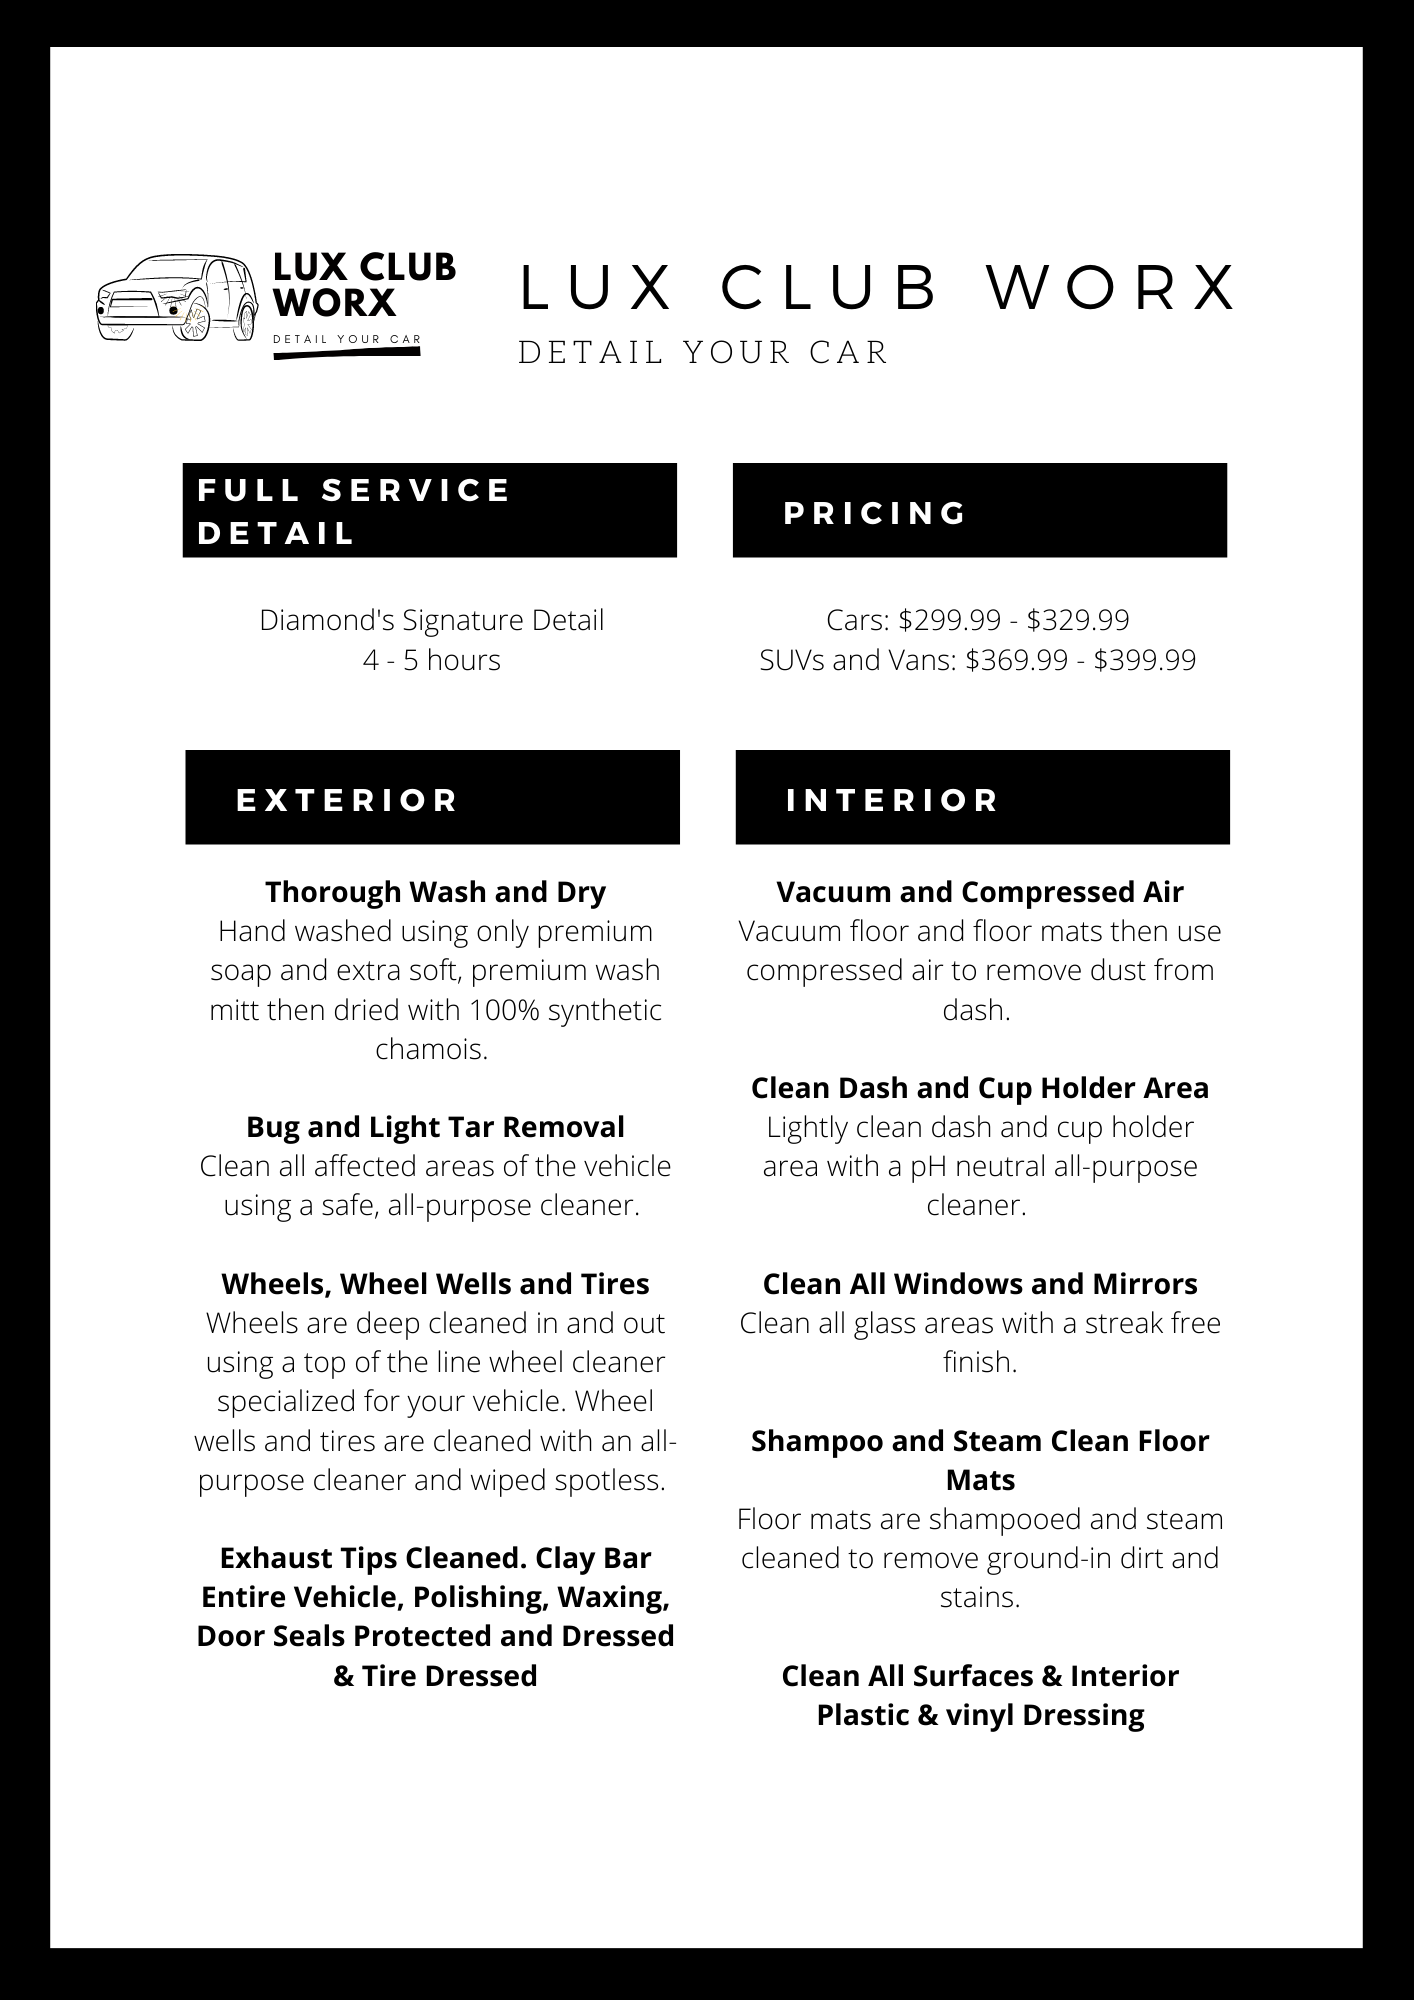 LUX CLUB
WORX
DETAIL YOUR CAR
LUX CLUB WORX
DETAIL YOUR CAR
FULL SERVICE
DETAIL
Diamond's Signature Detail
4 - 5 hours
PRICING
Cars: $299.99 - $329.99
SUVs and Vans: $369.99 - $399.99
EXTERIOR
Thorough Wash and Dry
Hand washed using only premium
soap and extra soft, premium wash
mitt then dried with 100% synthetic
chamois.
Bug and Light Tar Removal
Clean all affected areas of the vehicle
using a safe, all-purpose cleaner.
Wheels, Wheel Wells and Tires
Wheels are deep cleaned in and out
using a top of the line wheel cleaner
specialized for your vehicle. Wheel
wells and tires are cleaned with an all-
purpose cleaner and wiped spotless.
Exhaust Tips Cleaned. Clay Bar
Entire Vehicle, Polishing, Waxing,
Door Seals Protected and Dressed
& Tire Dressed
INTERIOR
Vacuum and Compressed Air
Vacuum floor and floor mats then use
compressed air to remove dust from
dash.
Clean Dash and Cup Holder Area
Lightly clean dash and cup holder
area with a pH neutral all-purpose
cleaner.
Clean All Windows and Mirrors
Clean all glass areas with a streak free
finish.
Shampoo and Steam Clean Floor
Mats
Floor mats are shampooed and steam
cleaned to remove ground-in dirt and
stains.
Clean All Surfaces & Interior
Plastic & vinyl Dressing